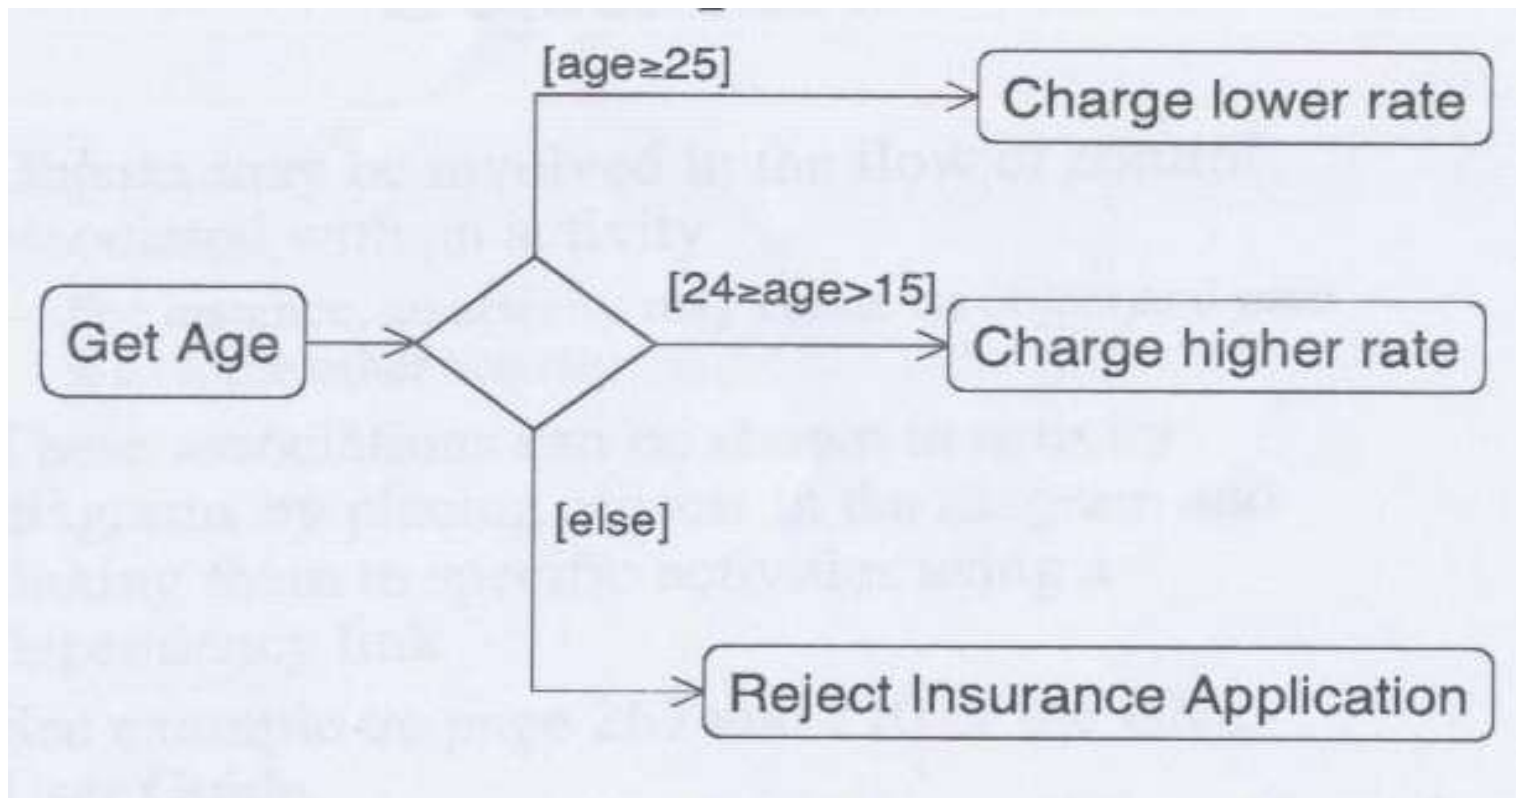 [age≥25]
Charge lower rate
[24≥age>15]
Get Age
Charge higher rate
[else]
Reject Insurance Application